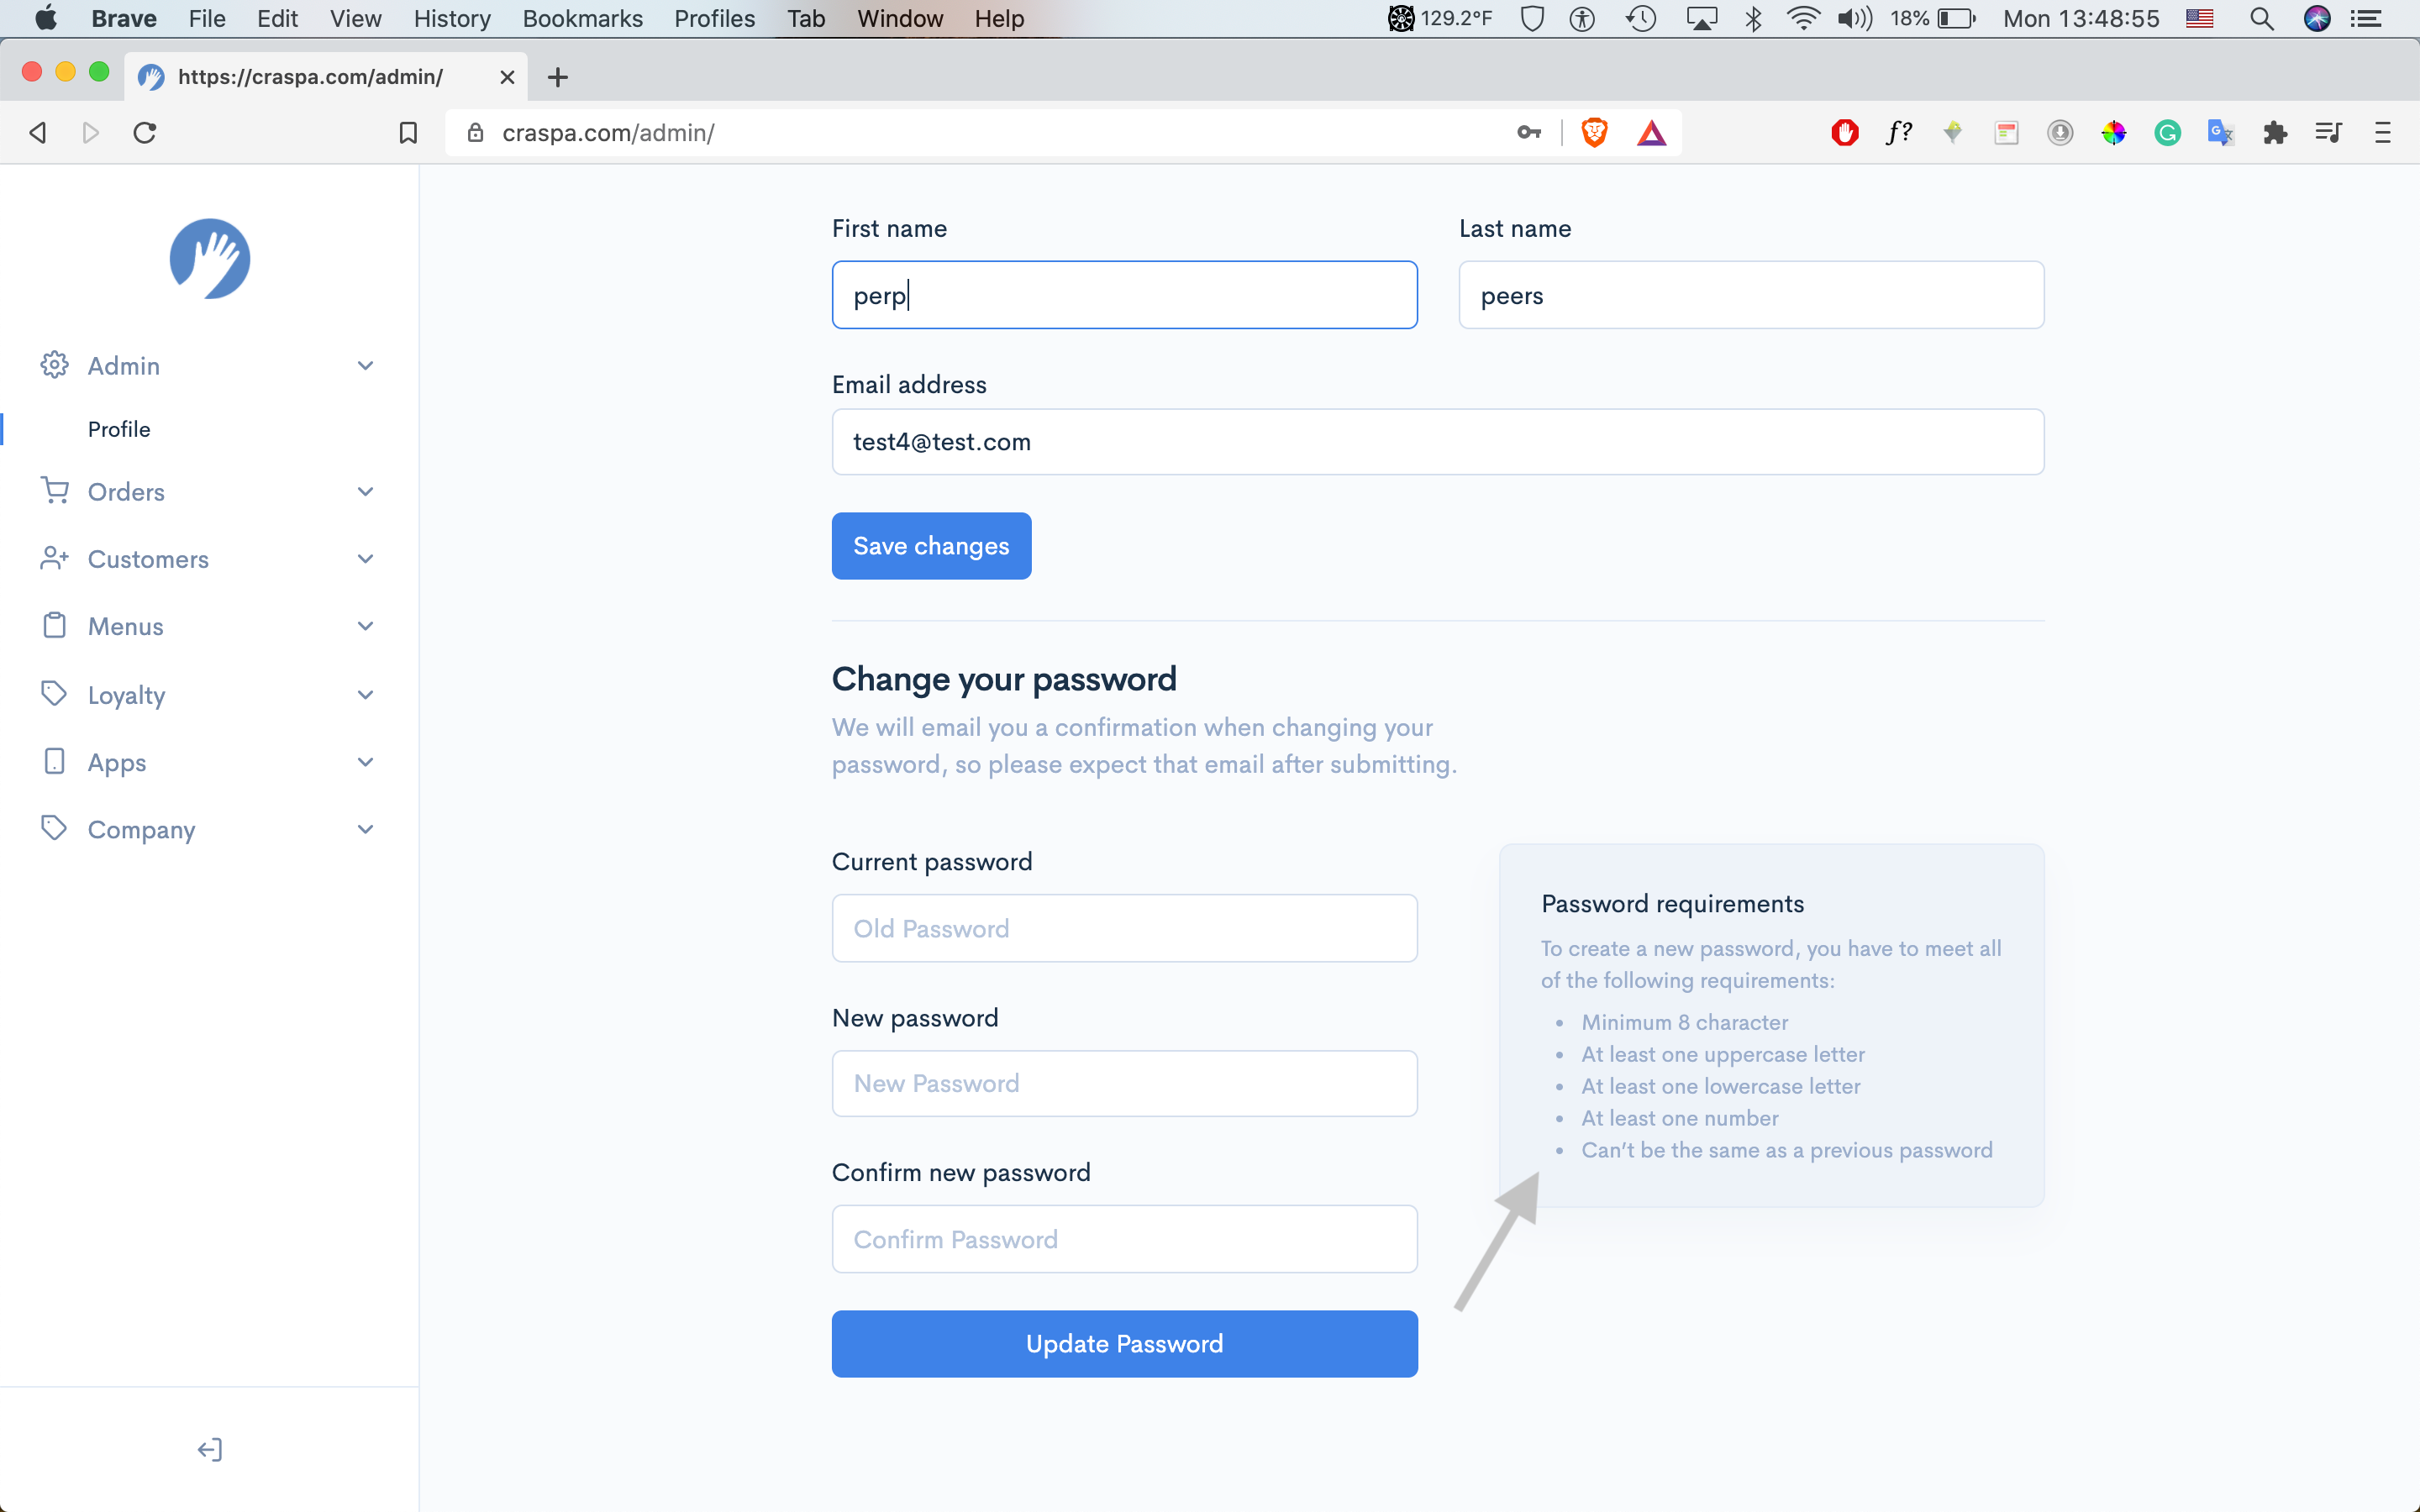 Brave File Edit View History Bookmarks Profiles Tab Window Help 129.2°F 18% Mon 13:48:55
https://craspa.com/admin/
craspa.com/admin/
f?
G
G
First name
Last name
perp
peers
Email address
test4@test.com
Save changes
Admin
Profile
Orders
Customers
Menus
Loyalty
Apps
Company
Change your password
We will email you a confirmation when changing your
password, so please expect that email after submitting.
Current password
Old Password
New password
New Password
Confirm new password
Confirm Password
Update Password
Password requirements
To create a new password, you have to meet all
of the following requirements:
• Minimum 8 character
• At least one uppercase letter
• At least one lowercase letter
• At least one number
• Can’t be the same as a previous password